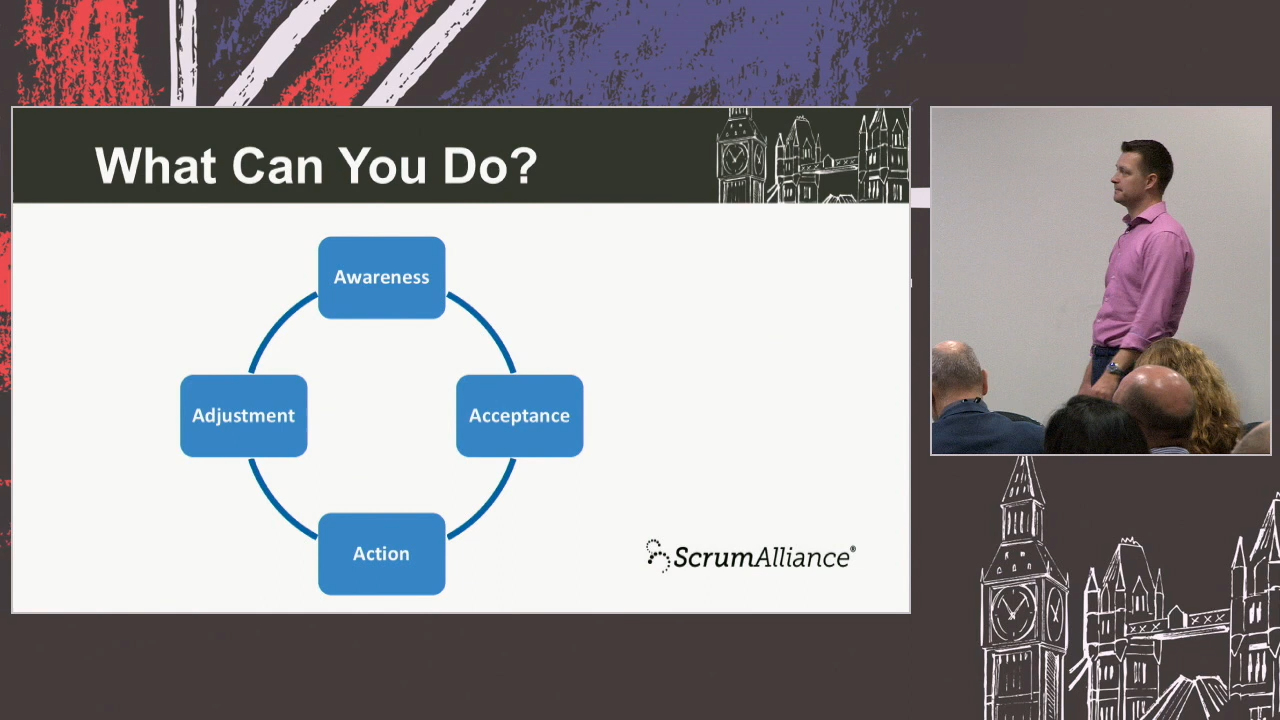 What Can You Do?
Awareness
Adjustment
Acceptance
Action
ScrumAlliance®